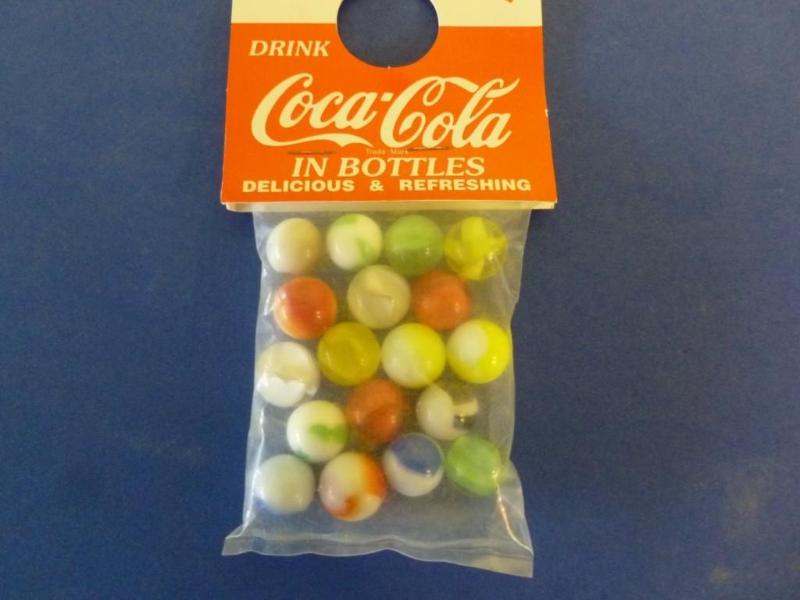 DRINK
Coca-Cola
Trade Mark
IN BOTTLES
DELICIOUS & REFRESHING